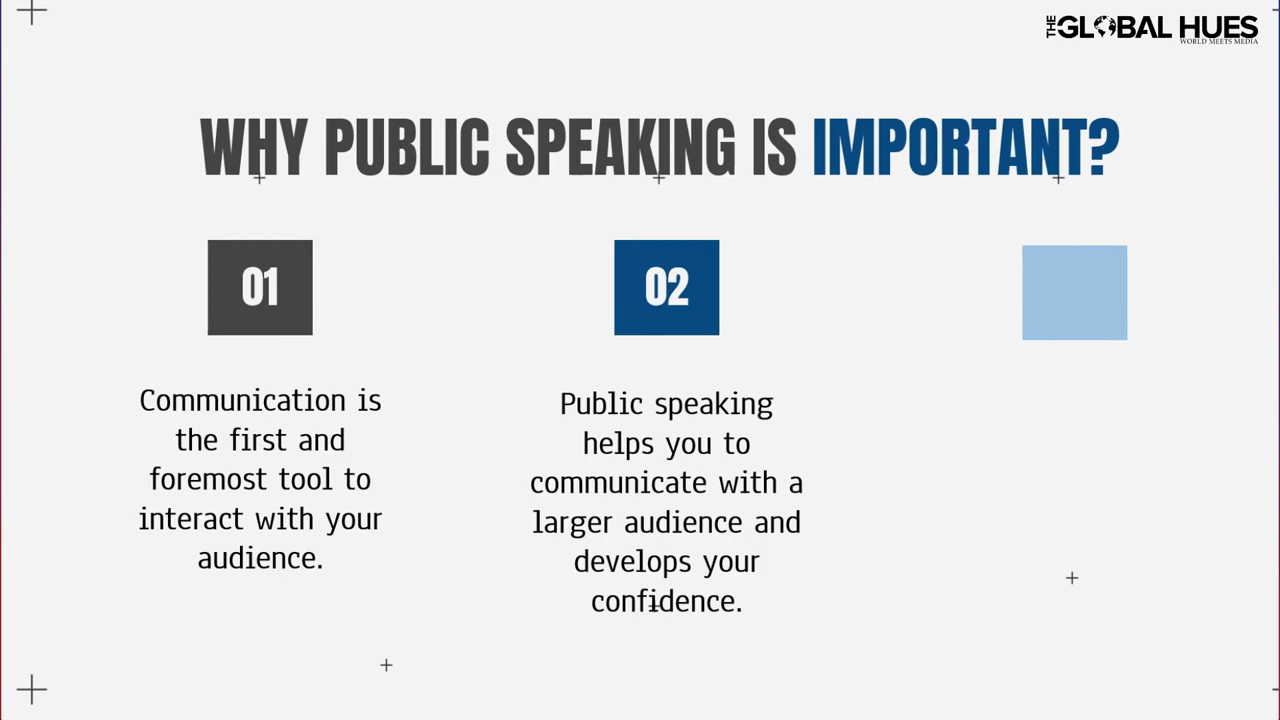 THE GLOBAL HUES
WORLD MEETS MEDIA
WHY PUBLIC SPEAKING IS IMPORTANT?
01
Communication is
the first and
foremost tool to
interact with your
audience.
02
Public speaking
helps you to
communicate with a
larger audience and
develops your
confidence.